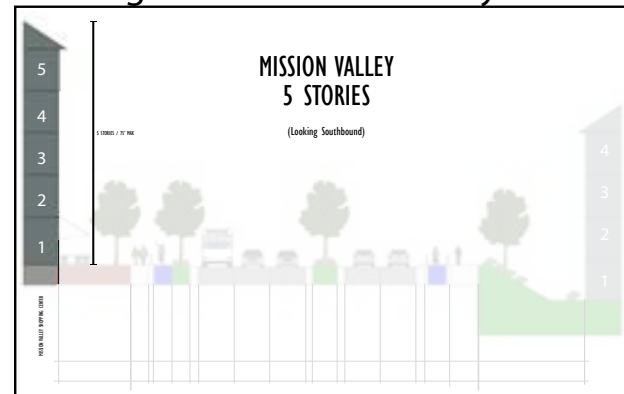 MISSION VALLEY
5 STORIES
(Looking Southbound)
5 STORIES / 75' MAX
5
4
3
2
1
4
3
2
1
MISSION VALLEY SHOPPING CENTER